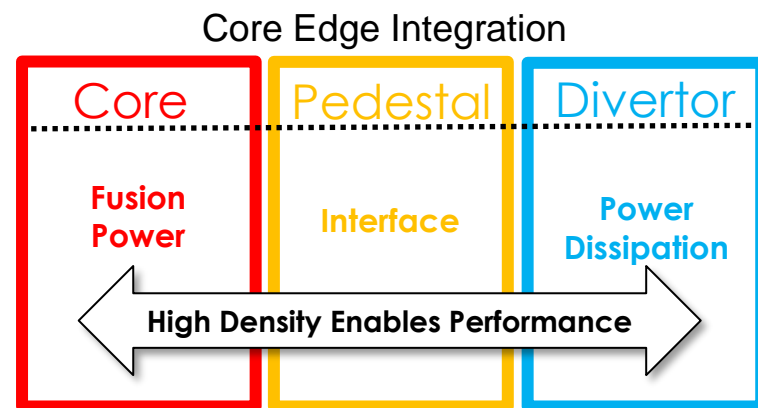 Core Edge Integration
Core
Pedestal
Divertor
Fusion
Power
Interface
Power
Dissipation
High Density Enables Performance